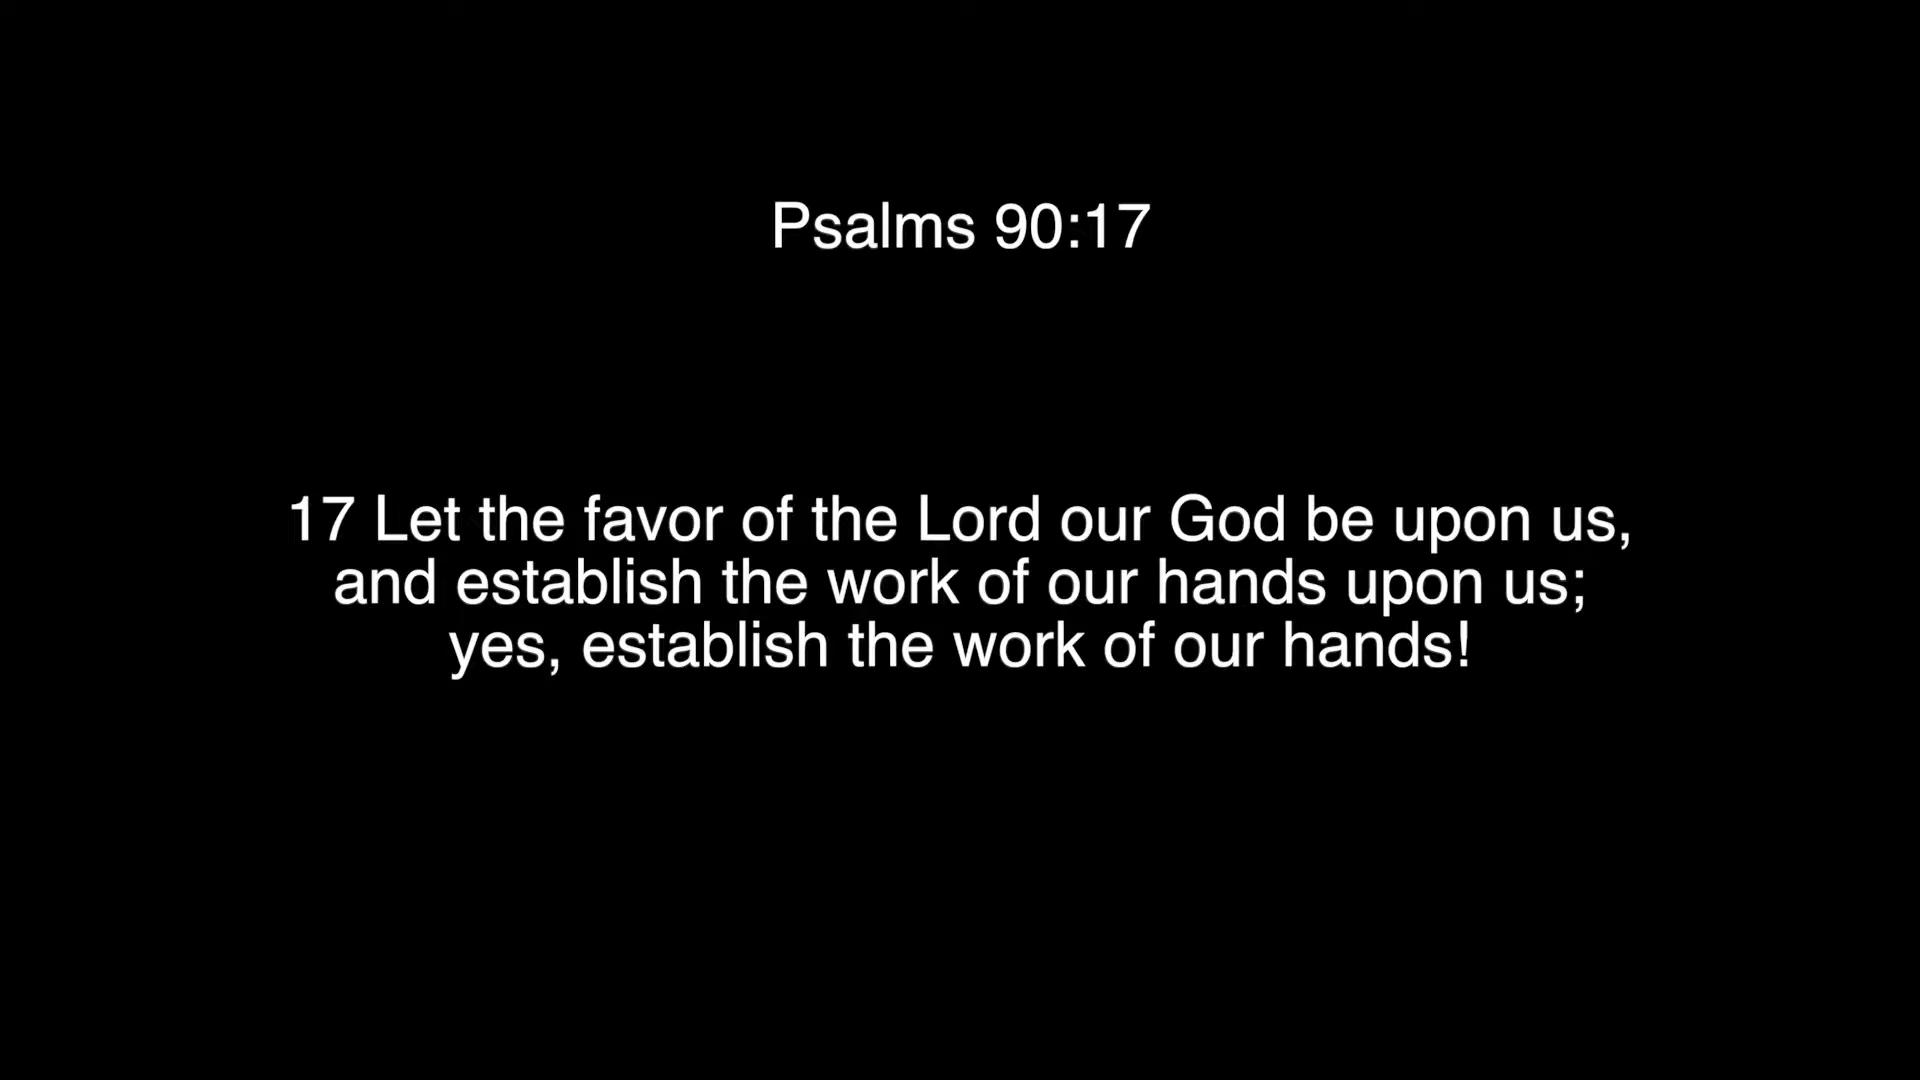 Psalms 90:17
17 Let the favor of the Lord our God be upon us,
and establish the work of our hands upon us;
yes, establish the work of our hands!